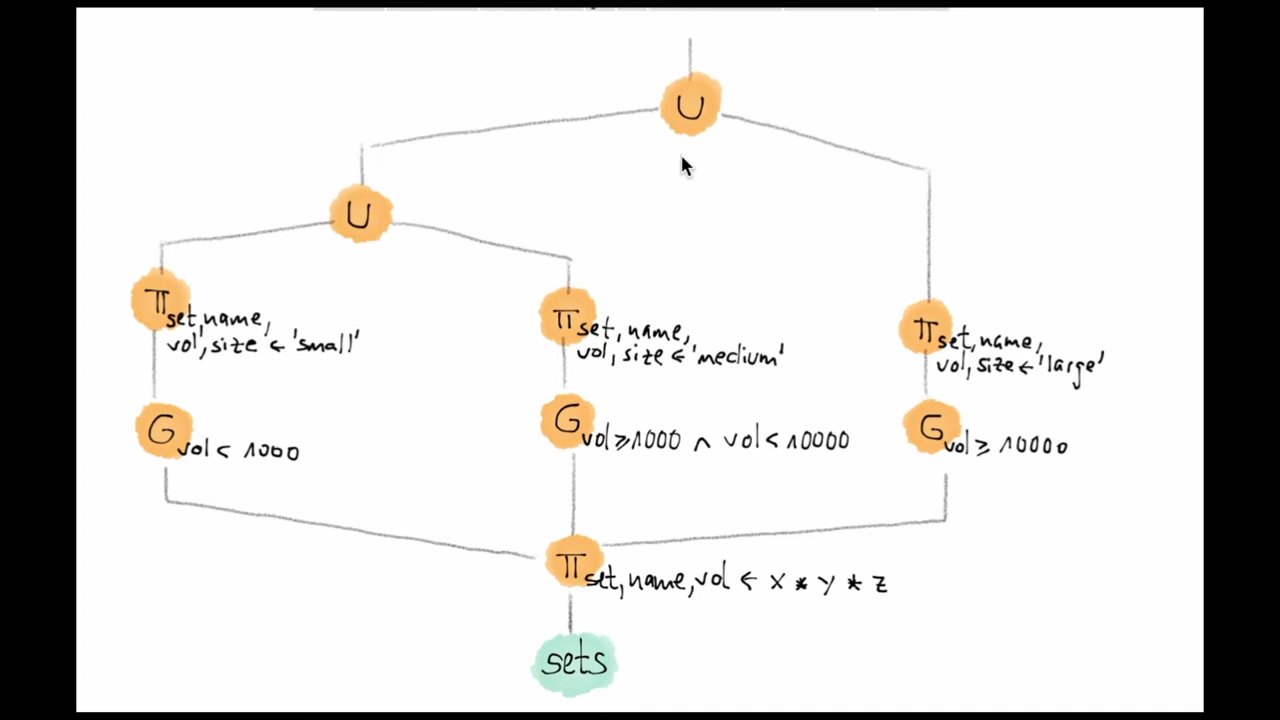 ∪
∪
π set, name,
vol, size ← 'small'
π set, name,
vol, size ← 'medium'
π set, name,
vol, size ← 'large'
σ vol < 1000
σ vol ≥ 1000 ∧ vol < 10000
σ vol ≥ 10000
π set, name, vol ← x * y * z
sets